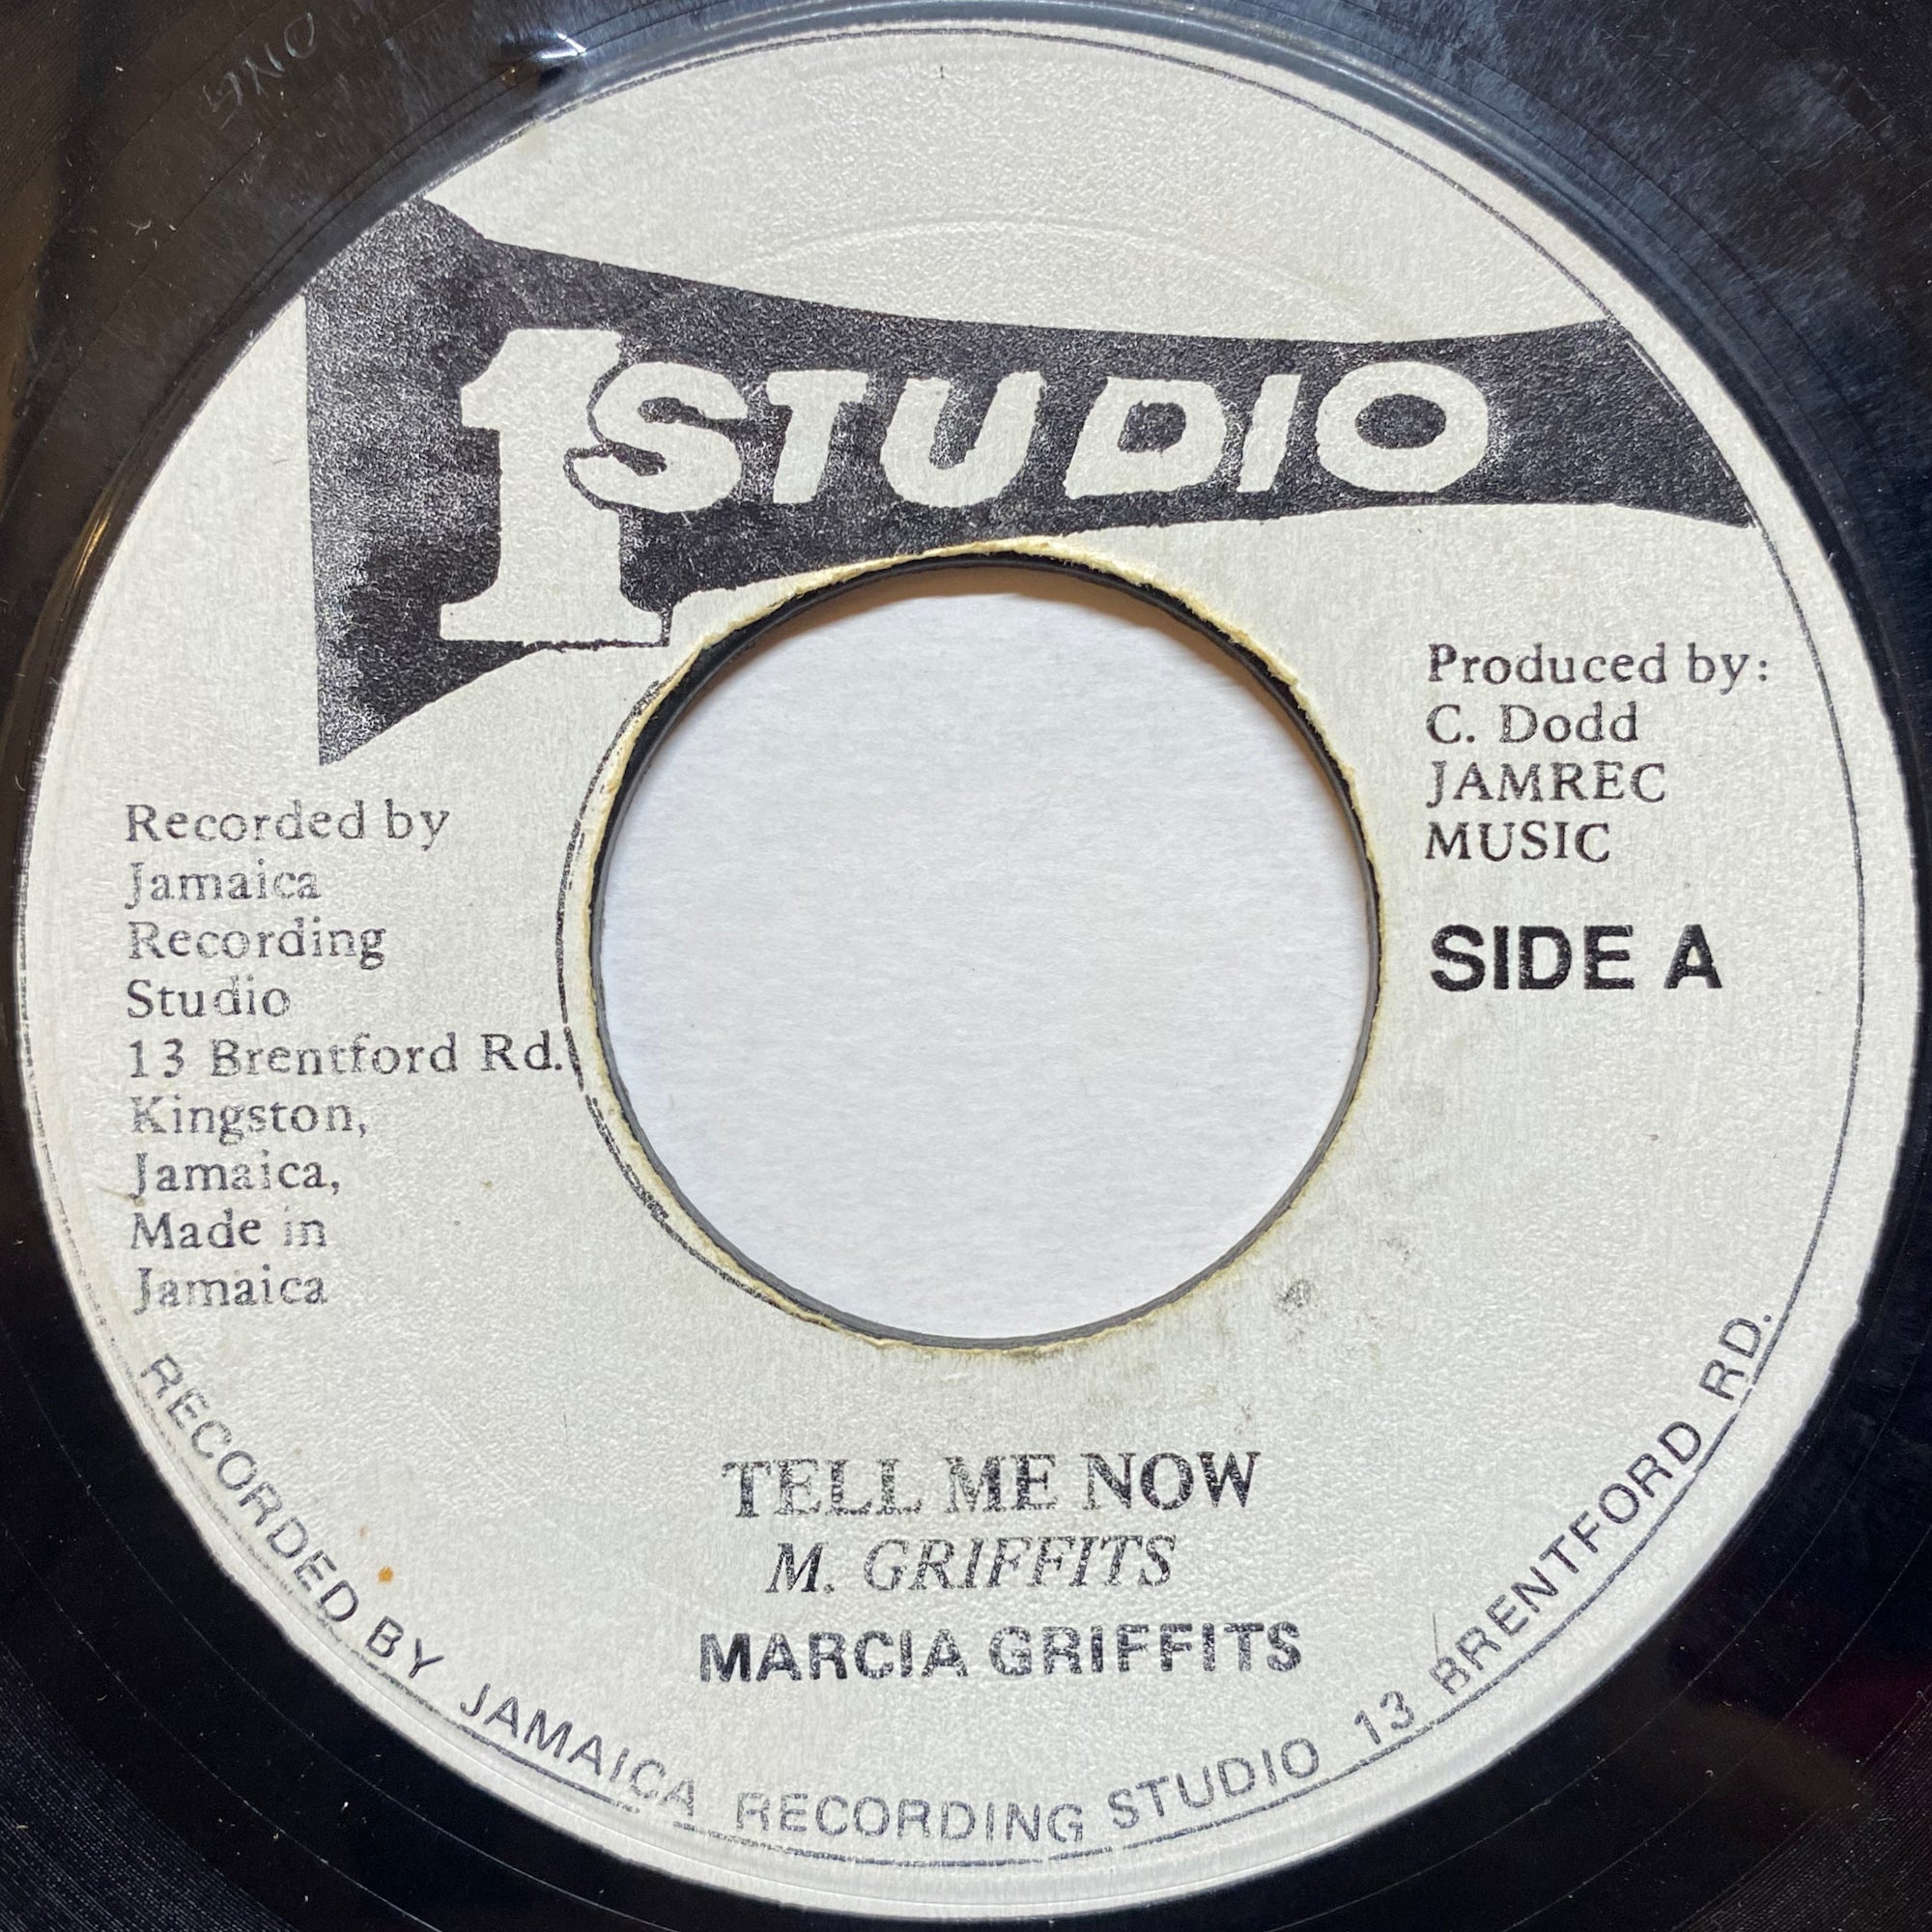 1 STUDIO
Produced by:
C. Dodd
JAMREC
MUSIC
SIDE A
Recorded by
Jamaica
Recording
Studio
13 Brentford Rd.
Kingston,
Jamaica,
Made in
Jamaica
TELL ME NOW
M. GRIFFITS
MARCIA GRIFFITS
RECORDED BY JAMAICA RECORDING STUDIO 13 BRENTFORD RD.